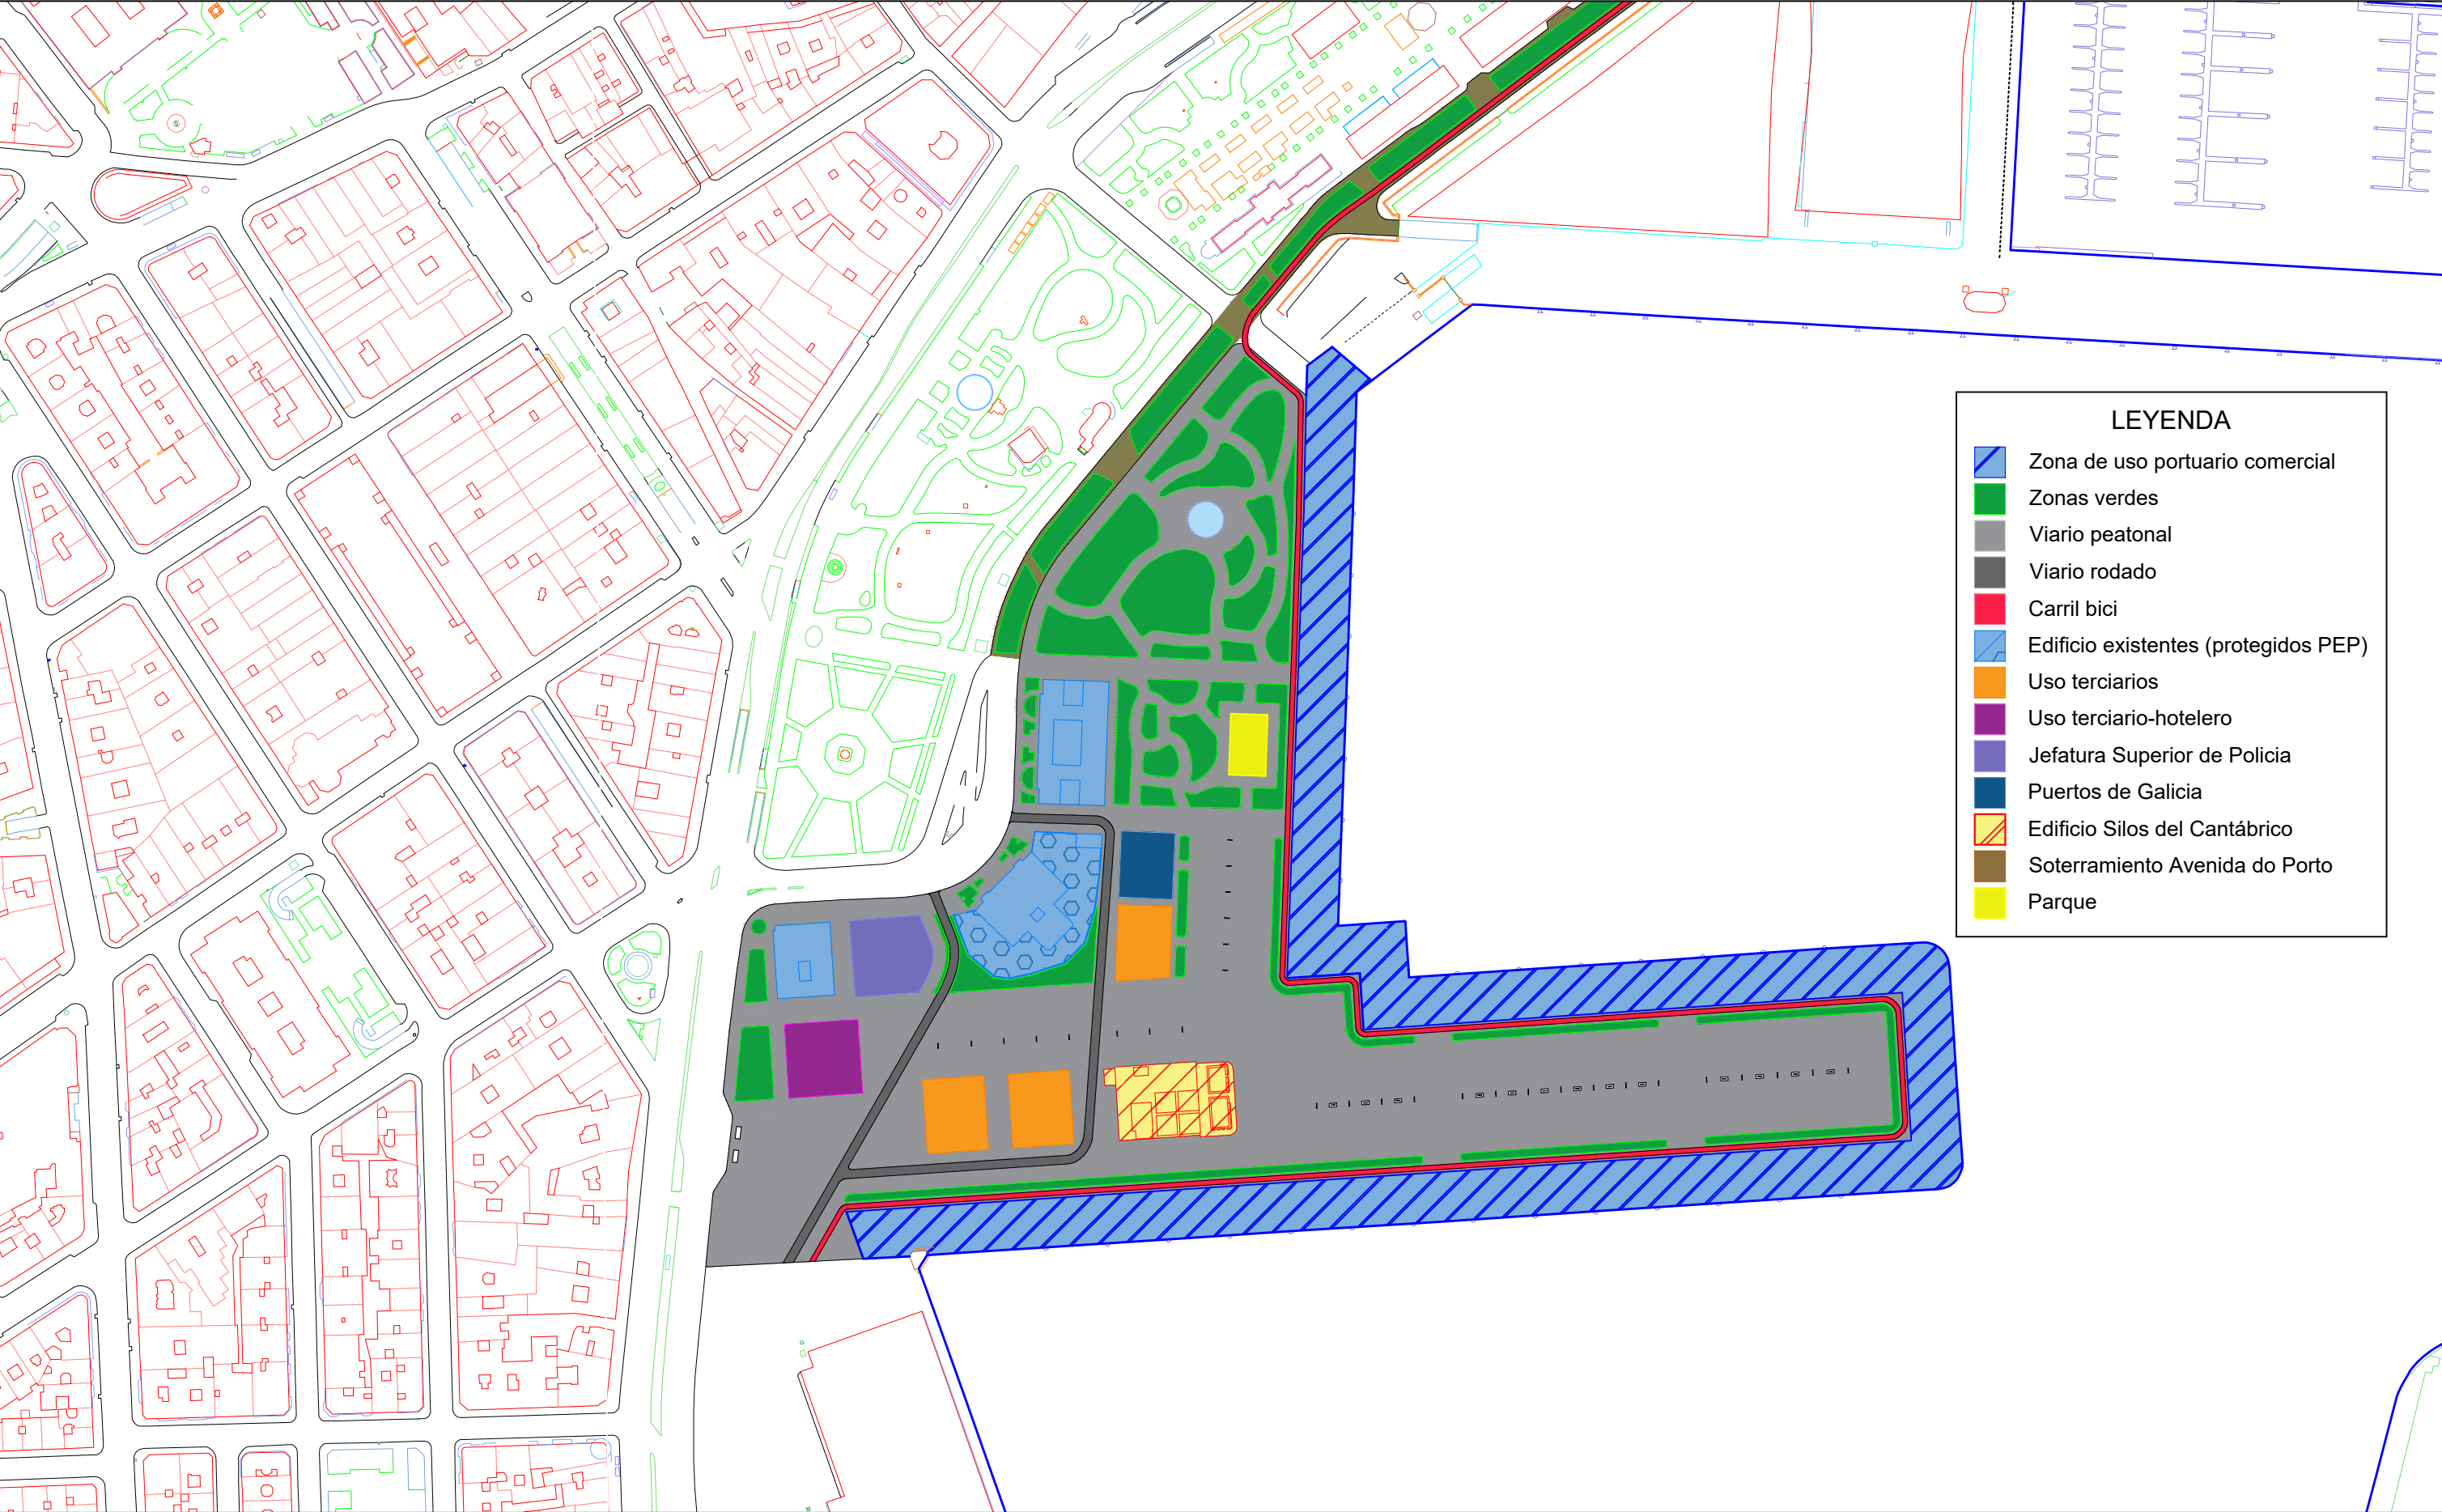 LEYENDA
Zona de uso portuario comercial
Zonas verdes
Viario peatonal
Viario rodado
Carril bici
Edificio existentes (protegidos PEP)
Uso terciarios
Uso terciario-hotelero
Jefatura Superior de Policia
Puertos de Galicia
Edificio Silos del Cantábrico
Soterramiento Avenida do Porto
Parque